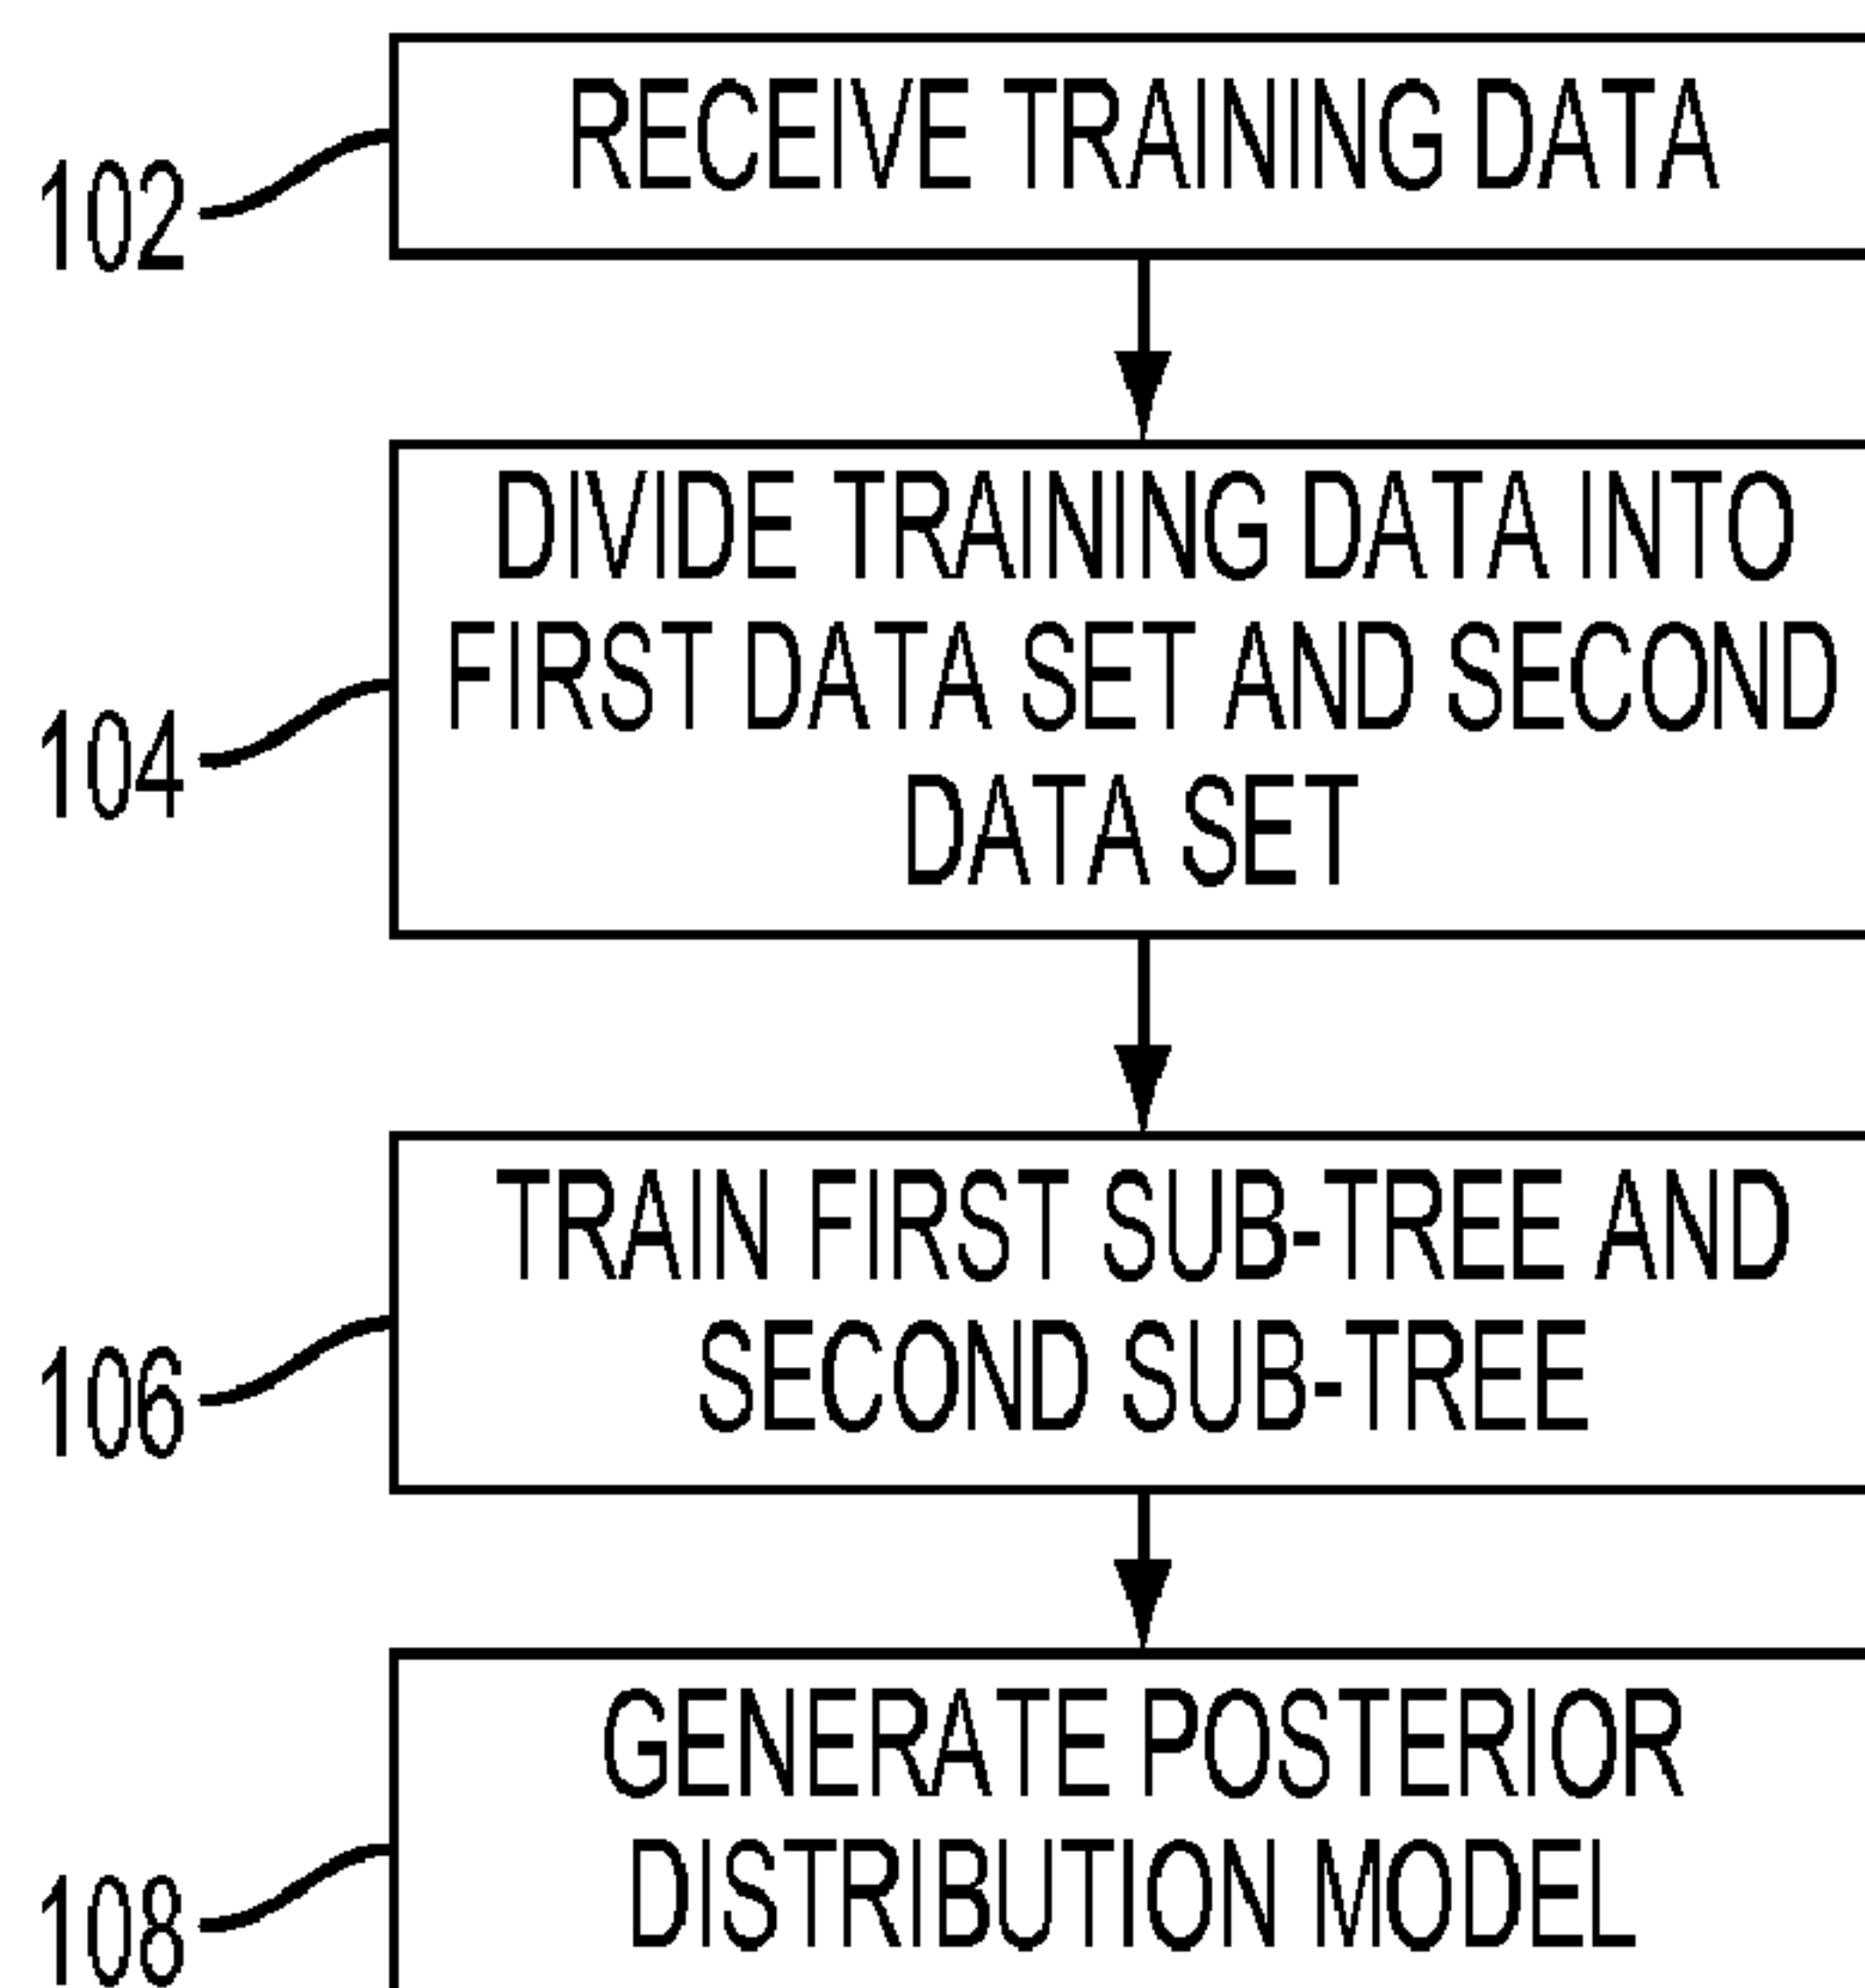 RECEIVE TRAINING DATA
102
DIVIDE TRAINING DATA INTO
FIRST DATA SET AND SECOND
DATA SET
104
TRAIN FIRST SUB-TREE AND
SECOND SUB-TREE
106
GENERATE POSTERIOR
DISTRIBUTION MODEL
108